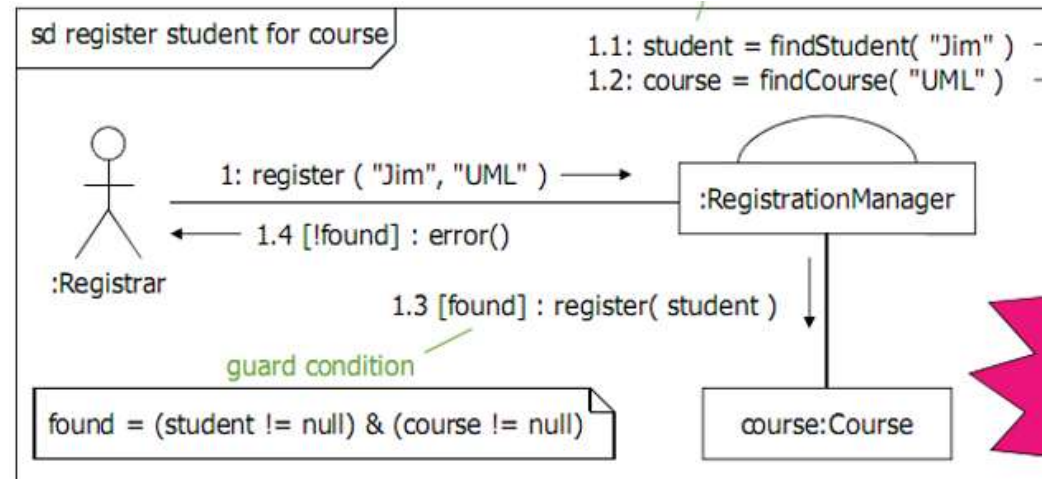 sd register student for course
1.1: student = findStudent( "Jim" )
1.2: course = findCourse( "UML" )
1: register ( "Jim", "UML" )
:RegistrationManager
1.4 [!found] : error()
:Registrar
1.3 [found] : register( student )
guard condition
found = (student != null) & (course != null)
course:Course